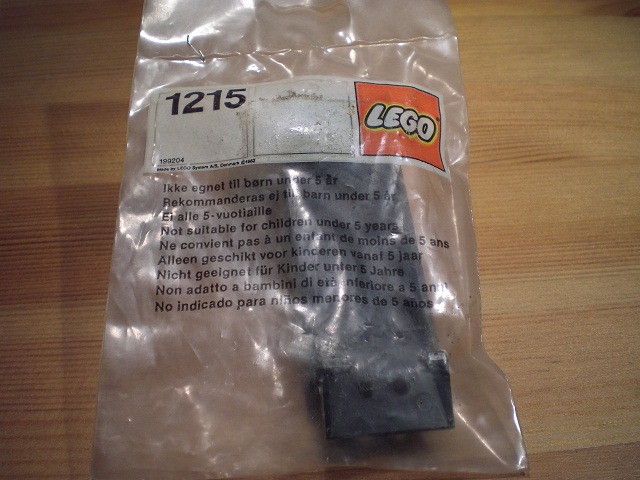 1215
LEGO
199204
Made by LEGO System A/S, Denmark ©1982
Ikke egnet til børn under 5 år
Rekommanderas ej till barn under 5 år
Ei alle 5-vuotiaille
Not suitable for children under 5 years
Ne convient pas à un enfant de moins de 5 ans
Alleen geschikt voor kinderen vanaf 5 jaar
Nicht geeignet für Kinder unter 5 Jahre
Non adatto a bambini di età inferiore a 5 anni
No indicado para niños menores de 5 años